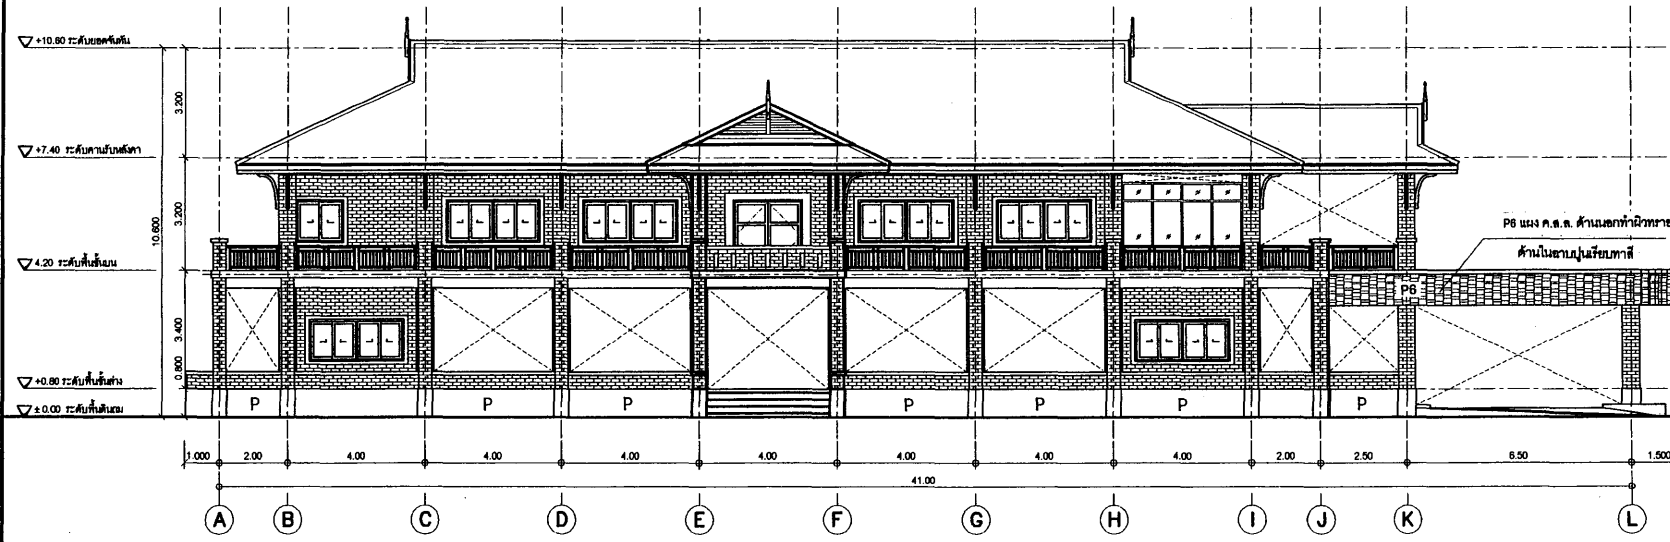 +10.60 ระดับยอดจันทัน
3.200
+7.40 ระดับคานรับหลังคา
3.200
10.600
P6 แผง ค.ส.ล. ด้านนอกทำผิวทราย
ด้านในฉาบปูนเรียบทาสี
4.20 ระดับพื้นชั้นบน
P6
3.400
0.800
+0.80 ระดับพื้นชั้นล่าง
± 0.00 ระดับพื้นดินถม
P P P P P P P
1.000 2.00 4.00 4.00 4.00 4.00 4.00 4.00 4.00 2.00 2.50 6.50 1.500
41.00
A B C D E F G H I J K L